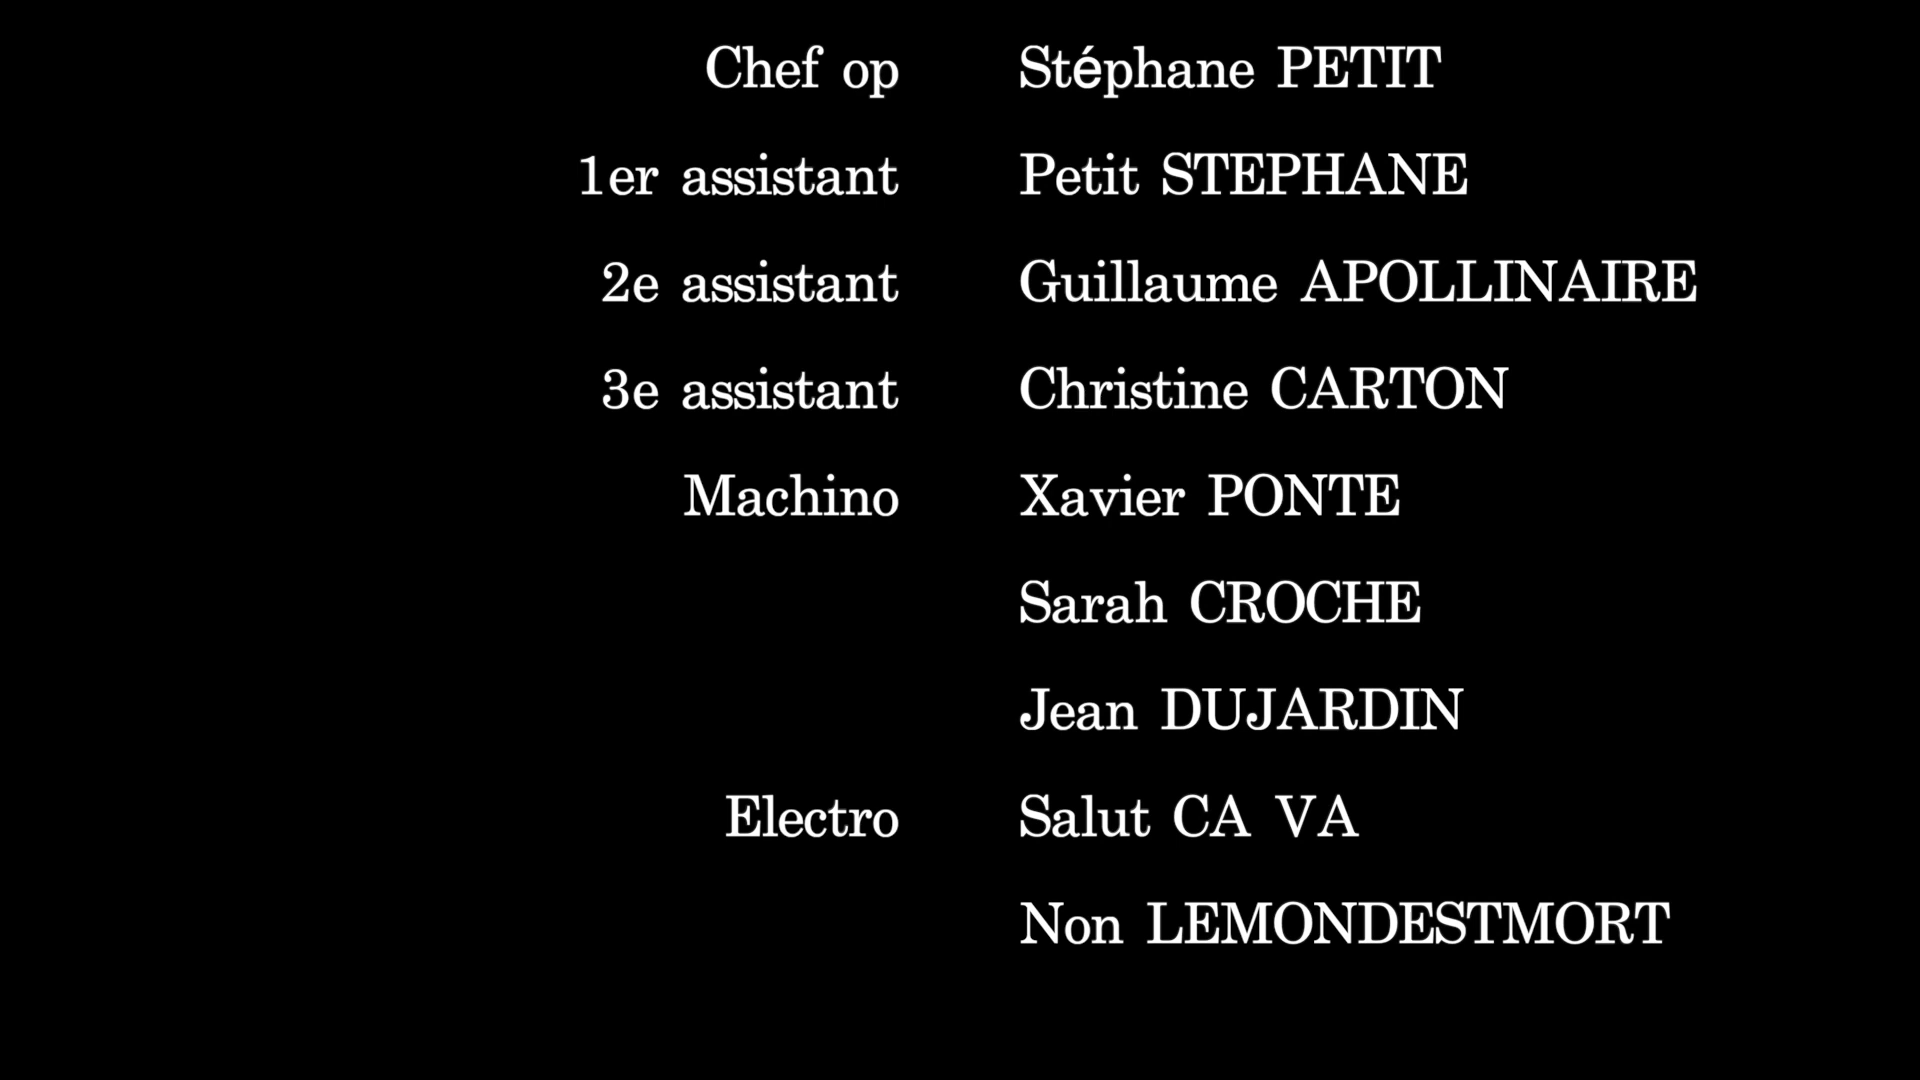 Chef op Stéphane PETIT
1er assistant Petit STEPHANE
2e assistant Guillaume APOLLINAIRE
3e assistant Christine CARTON
Machino Xavier PONTE
Sarah CROCHE
Jean DUJARDIN
Electro Salut CA VA
Non LEMONDESTMORT